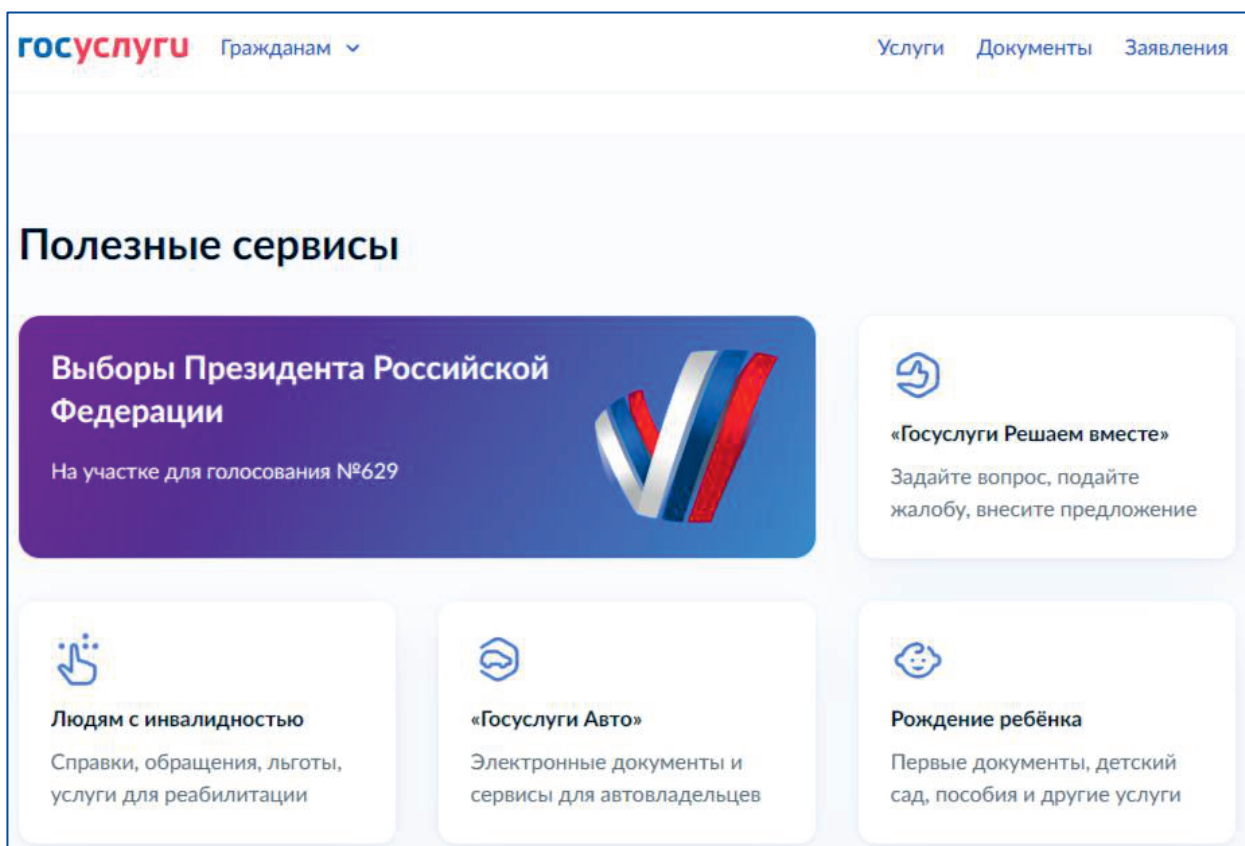 госуслуги Гражданам Услуги Документы Заявления
Полезные сервисы
Выборы Президента Российской
Федерации
На участке для голосования №629
«Госуслуги Решаем вместе»
Задайте вопрос, подайте
жалобу, внесите предложение
Людям с инвалидностью
Справки, обращения, льготы,
услуги для реабилитации
«Госуслуги Авто»
Электронные документы и
сервисы для автовладельцев
Рождение ребёнка
Первые документы, детский
сад, пособия и другие услуги